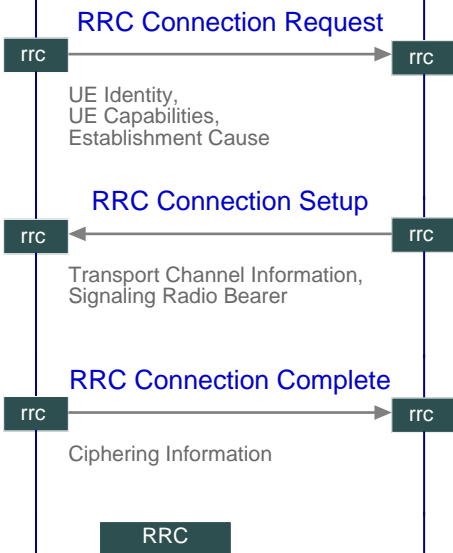 RRC Connection Request
rrc
rrc
UE Identity,
UE Capabilities,
Establishment Cause
RRC Connection Setup
rrc
rrc
Transport Channel Information,
Signaling Radio Bearer
RRC Connection Complete
rrc
rrc
Ciphering Information
RRC